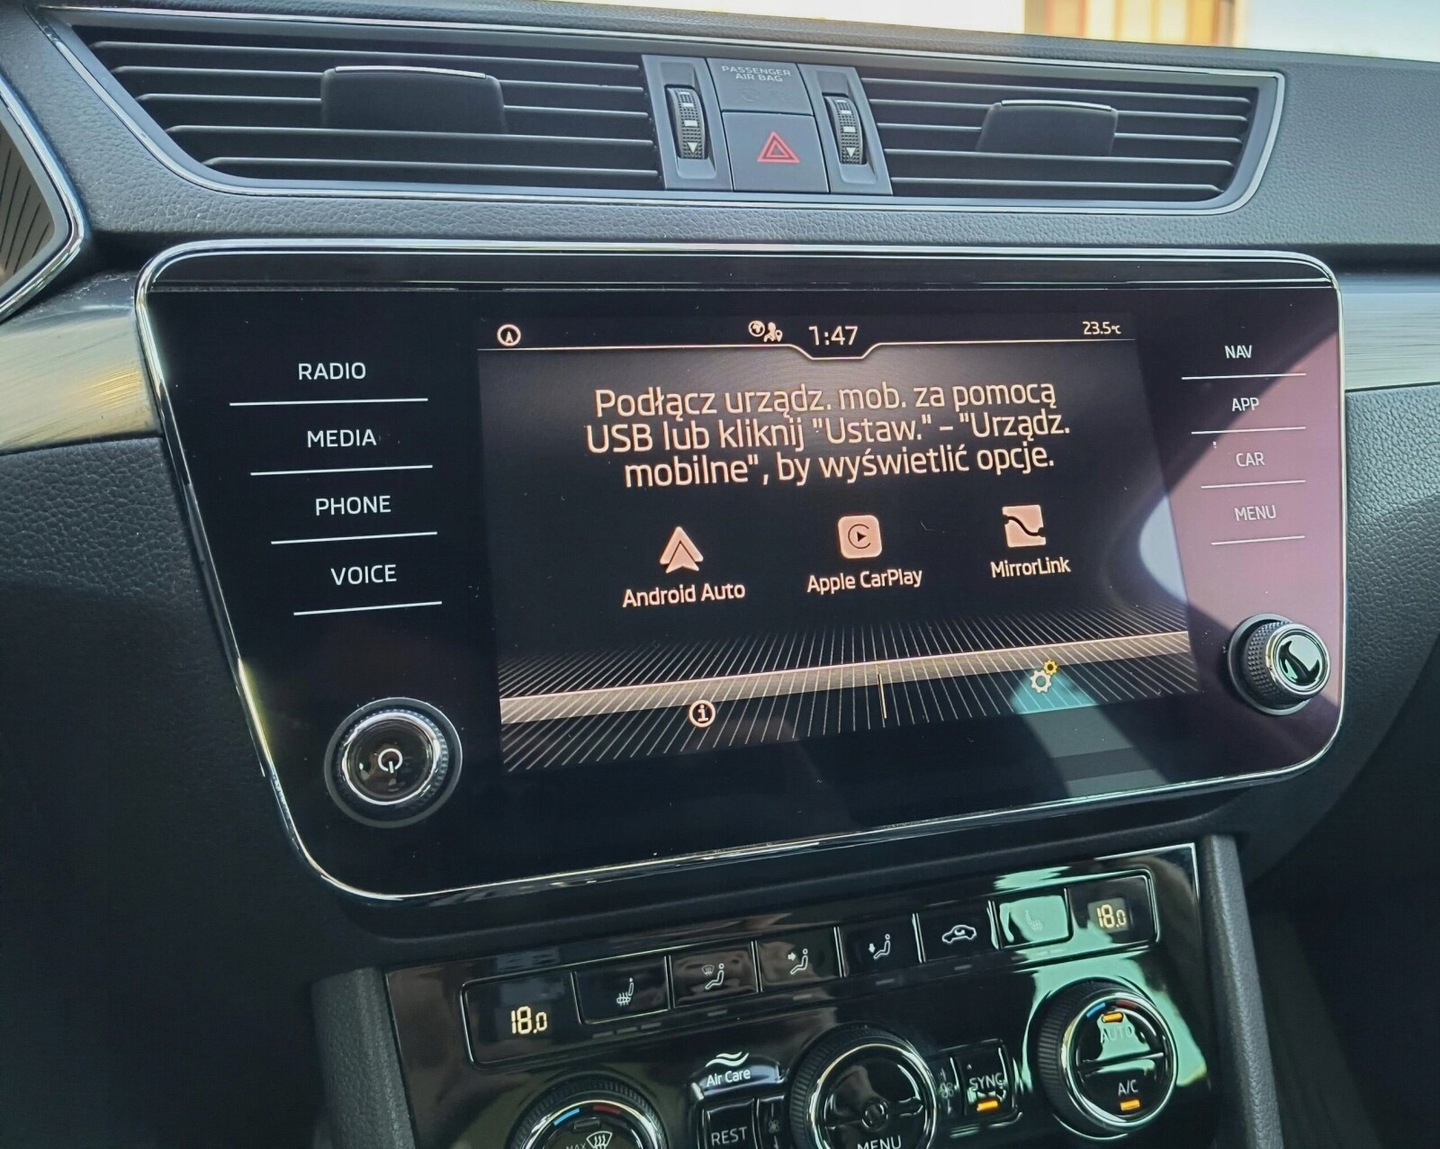 PASSENGER
AIR BAG
1:47
23.5°C
RADIO
MEDIA
PHONE
VOICE
Podłącz urządz. mob. za pomocą
USB lub kliknij "Ustaw." – "Urządz.
mobilne", by wyświetlić opcje.
Android Auto
Apple CarPlay
MirrorLink
NAV
APP
CAR
MENU
18.0
18.0
Air Care
REST
MENU
SYNC
AUTO
A/C
MAX